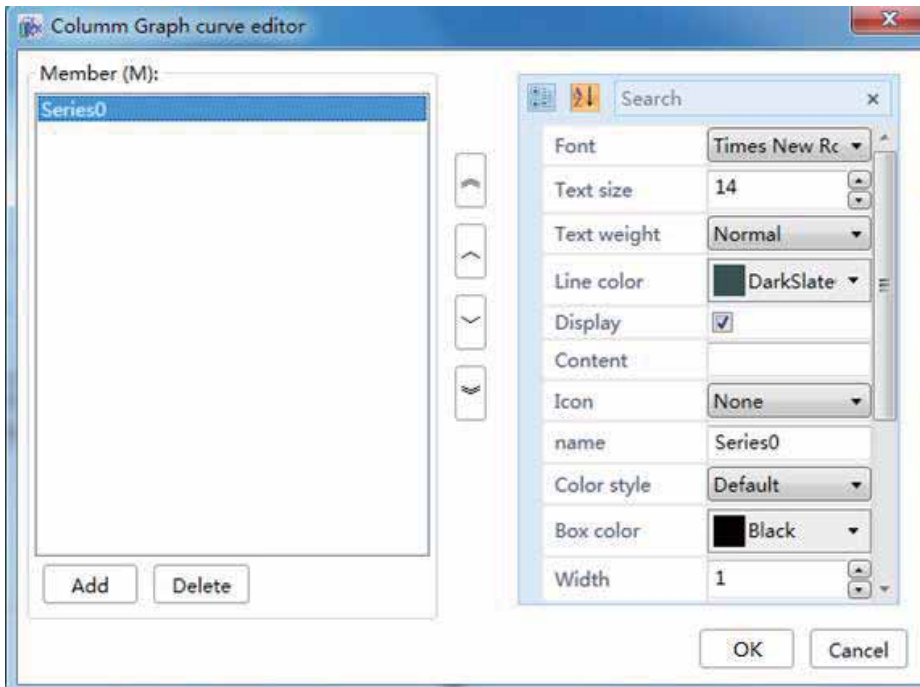 Columm Graph curve editor
Member (M):
Series0
Search
Font Times New Rc
Text size 14
Text weight Normal
Line color DarkSlate
Display
Content
Icon None
name Series0
Color style Default
Box color Black
Width 1
Add Delete
OK Cancel